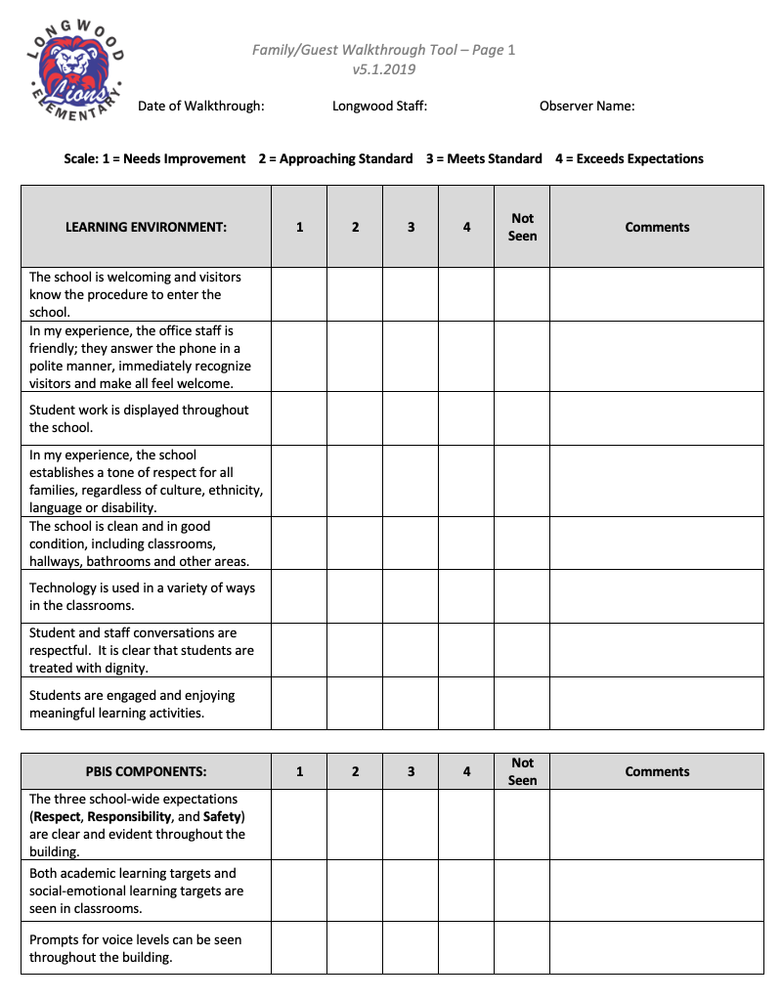 LONGWOOD
Lions
ELEMENTARY
Family/Guest Walkthrough Tool – Page 1
v5.1.2019
Date of Walkthrough: Longwood Staff: Observer Name:
Scale: 1 = Needs Improvement 2 = Approaching Standard 3 = Meets Standard 4 = Exceeds Expectations
LEARNING ENVIRONMENT: 1 2 3 4 Not Seen Comments
The school is welcoming and visitors
know the procedure to enter the
school.
In my experience, the office staff is
friendly; they answer the phone in a
polite manner, immediately recognize
visitors and make all feel welcome.
Student work is displayed throughout
the school.
In my experience, the school
establishes a tone of respect for all
families, regardless of culture, ethnicity,
language or disability.
The school is clean and in good
condition, including classrooms,
hallways, bathrooms and other areas.
Technology is used in a variety of ways
in the classrooms.
Student and staff conversations are
respectful.  It is clear that students are
treated with dignity.
Students are engaged and enjoying
meaningful learning activities.
PBIS COMPONENTS: 1 2 3 4 Not Seen Comments
The three school-wide expectations
(Respect, Responsibility, and Safety)
are clear and evident throughout the
building.
Both academic learning targets and
social-emotional learning targets are
seen in classrooms.
Prompts for voice levels can be seen
throughout the building.